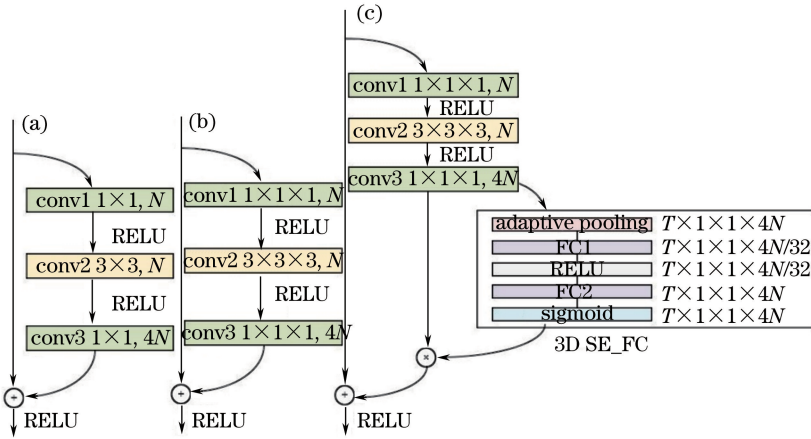 (a)
conv1 1×1, N
RELU
conv2 3×3, N
RELU
conv3 1×1, 4N
RELU
(b)
conv1 1×1×1, N
RELU
conv2 3×3×3, N
RELU
conv3 1×1×1, 4N
RELU
(c)
conv1 1×1×1, N
RELU
conv2 3×3×3, N
RELU
conv3 1×1×1, 4N
adaptive pooling T×1×1×4N
FC1 T×1×1×4N/32
RELU T×1×1×4N/32
FC2 T×1×1×4N
sigmoid T×1×1×4N
3D SE_FC
RELU